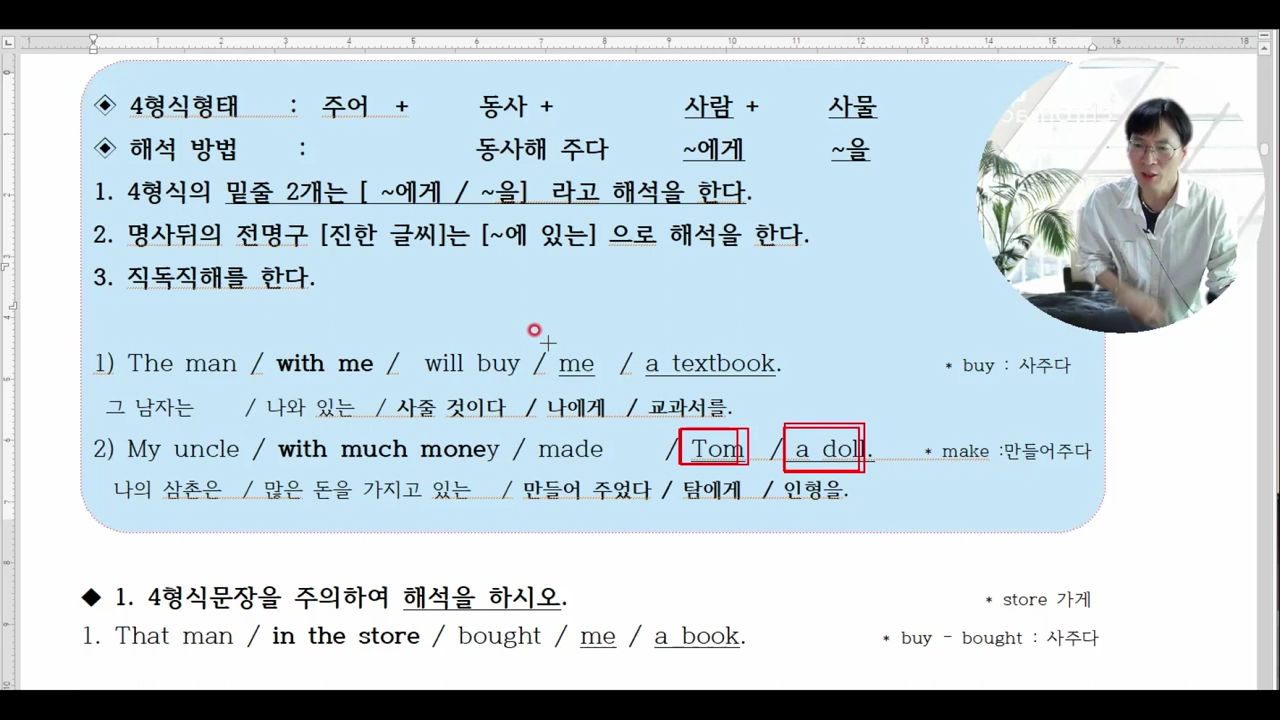 ◈ 4형식형태 : 주어 + 동사 + 사람 + 사물
◈ 해석 방법 : 동사해 주다 ~에게 ~을
1. 4형식의 밑줄 2개는 [ ~에게 / ~을] 라고 해석을 한다.
2. 명사뒤의 전명구 [진한 글씨]는 [~에 있는] 으로 해석을 한다.
3. 직독직해를 한다.
1) The man / with me / will buy / me / a textbook. * buy : 사주다
그 남자는 / 나와 있는 / 사줄 것이다 / 나에게 / 교과서를.
2) My uncle / with much money / made / Tom / a doll. * make :만들어주다
나의 삼촌은 / 많은 돈을 가지고 있는 / 만들어 주었다 / 탐에게 / 인형을.
◆ 1. 4형식문장을 주의하여 해석을 하시오. * store 가게
1. That man / in the store / bought / me / a book. * buy - bought : 사주다